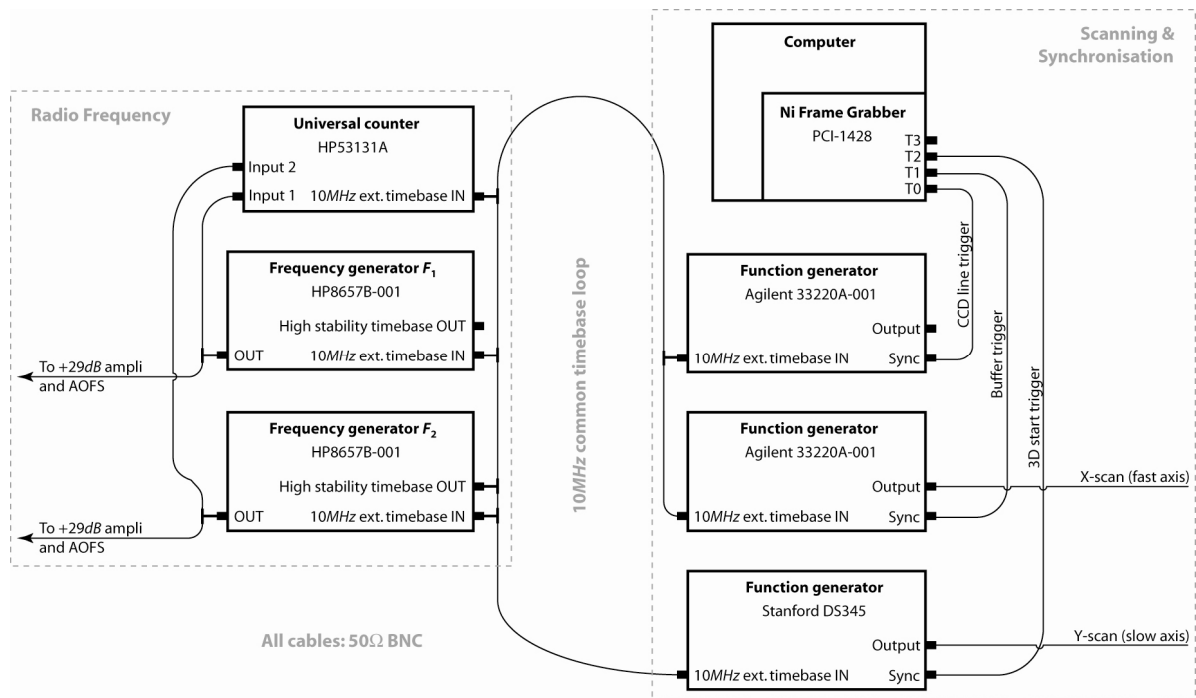 Radio Frequency
Universal counter
HP53131A
Input 2
Input 1
10MHz ext. timebase IN
Frequency generator F1
HP8657B-001
High stability timebase OUT
OUT
10MHz ext. timebase IN
To +29dB ampli
and AOFS
Frequency generator F2
HP8657B-001
High stability timebase OUT
OUT
10MHz ext. timebase IN
To +29dB ampli
and AOFS
All cables: 50Ω BNC
10MHz common timebase loop
Scanning &
Synchronisation
Computer
Ni Frame Grabber
PCI-1428
T3
T2
T1
T0
Function generator
Agilent 33220A-001
Output
10MHz ext. timebase IN
Sync
CCD line trigger
Buffer trigger
3D start trigger
Function generator
Agilent 33220A-001
Output
10MHz ext. timebase IN
Sync
X-scan (fast axis)
Function generator
Stanford DS345
Output
10MHz ext. timebase IN
Sync
Y-scan (slow axis)